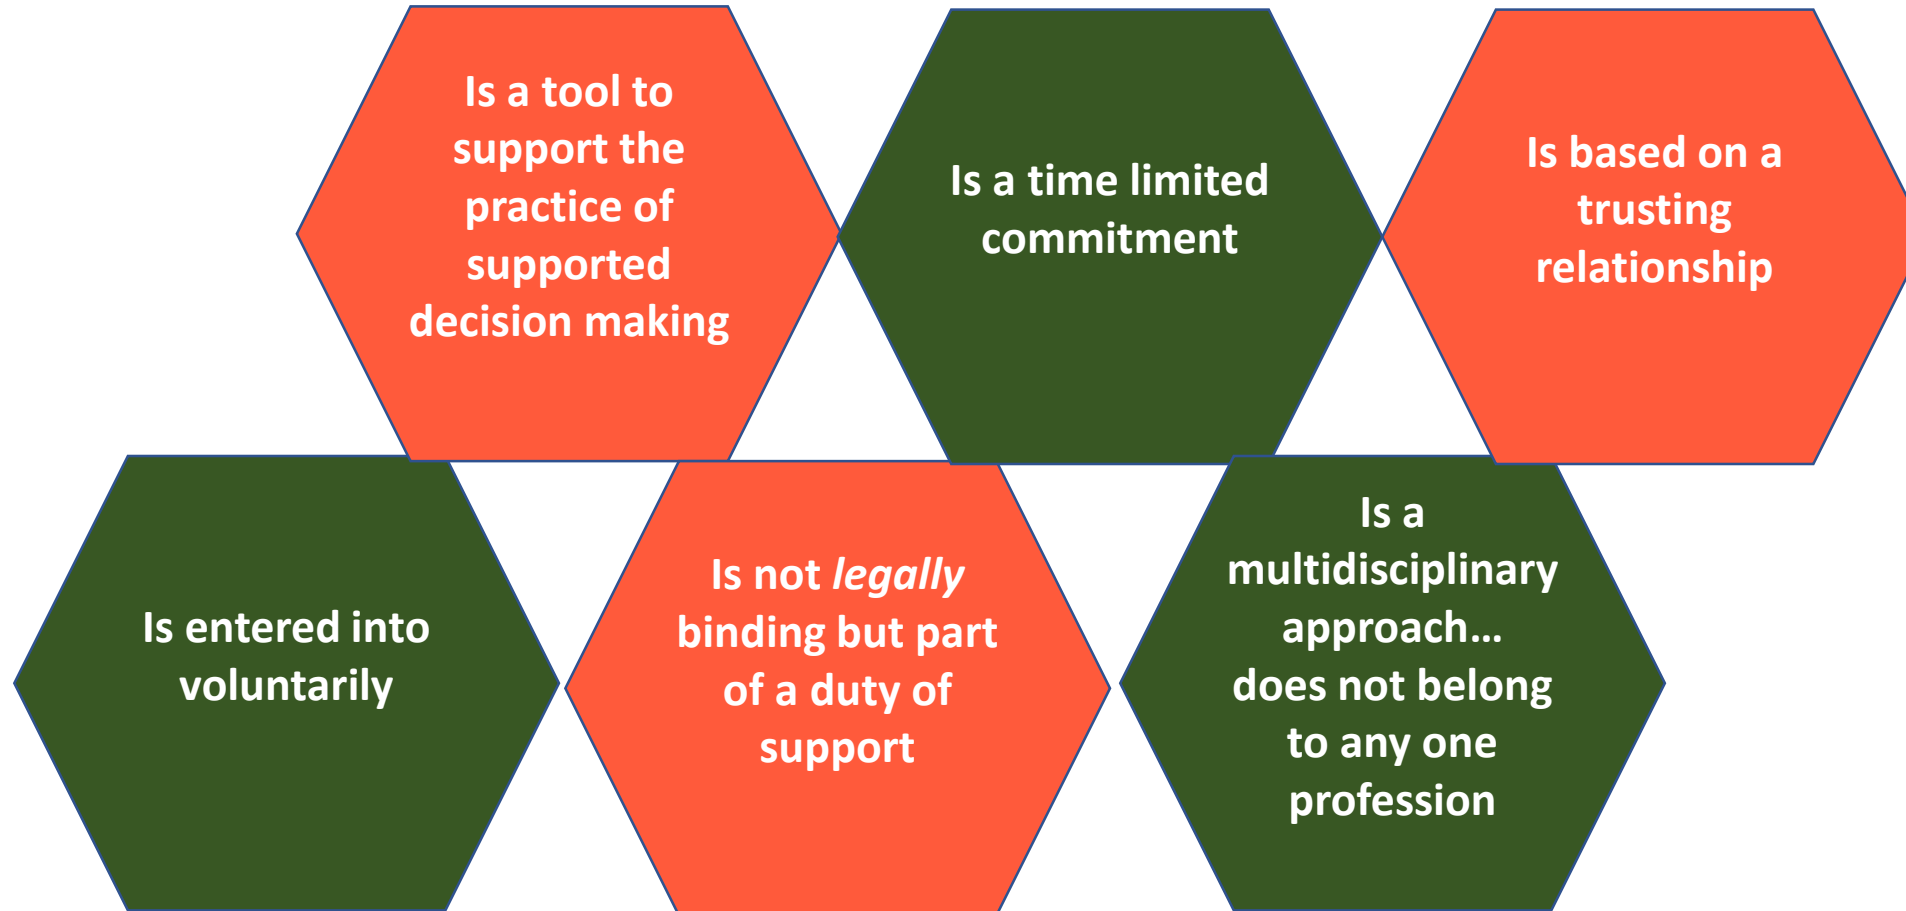 Is a tool to
support the
practice of
supported
decision making
Is a time limited
commitment
Is based on a
trusting
relationship
Is entered into
voluntarily
Is not legally
binding but part
of a duty of
support
Is a
multidisciplinary
approach…
does not belong
to any one
profession